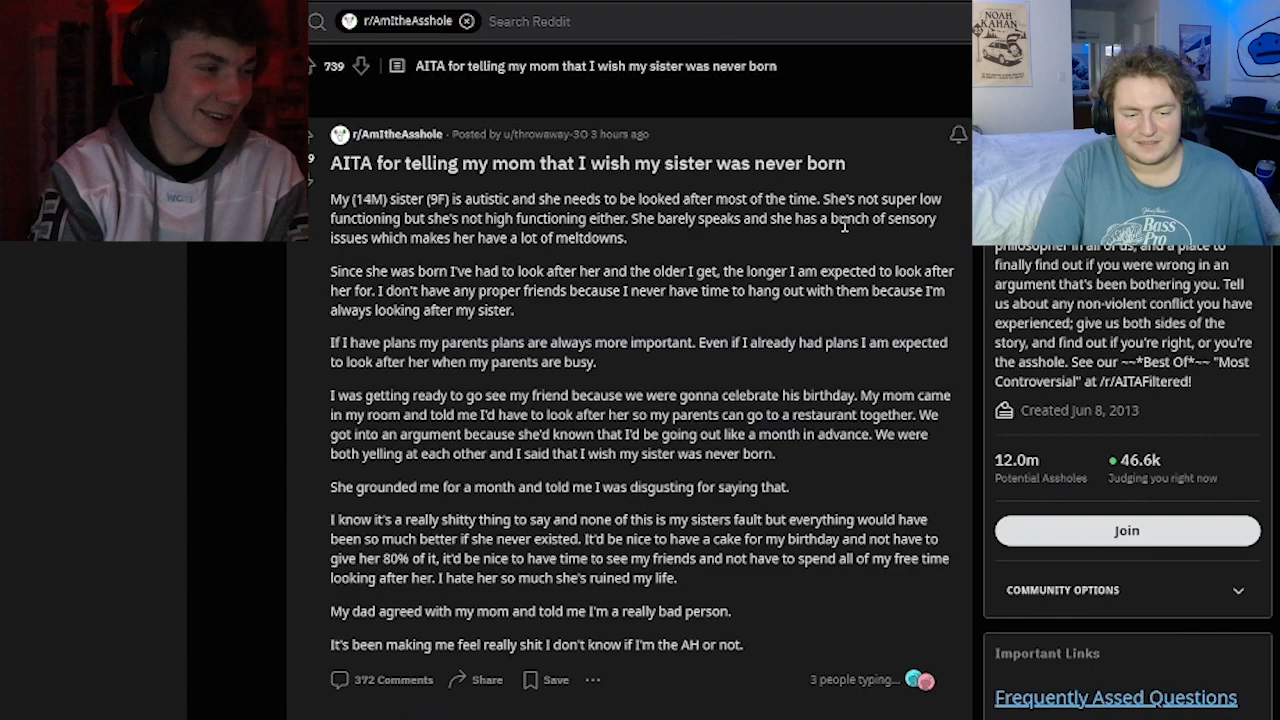 r/AmItheAsshole
Search Reddit
739
AITA for telling my mom that I wish my sister was never born
r/AmItheAsshole · Posted by u/throwaway-3O 3 hours ago
9
AITA for telling my mom that I wish my sister was never born
My (14M) sister (9F) is autistic and she needs to be looked after most of the time. She's not super low
functioning but she's not high functioning either. She barely speaks and she has a bunch of sensory
issues which makes her have a lot of meltdowns.
Since she was born I've had to look after her and the older I get, the longer I am expected to look after
her for. I don't have any proper friends because I never have time to hang out with them because I'm
always looking after my sister.
If I have plans my parents plans are always more important. Even if I already had plans I am expected
to look after her when my parents are busy.
I was getting ready to go see my friend because we were gonna celebrate his birthday. My mom came
in my room and told me I'd have to look after her so my parents can go to a restaurant together. We
got into an argument because she'd known that I'd be going out like a month in advance. We were
both yelling at each other and I said that I wish my sister was never born.
She grounded me for a month and told me I was disgusting for saying that.
I know it's a really shitty thing to say and none of this is my sisters fault but everything would have
been so much better if she never existed. It'd be nice to have a cake for my birthday and not have to
give her 80% of it, it'd be nice to have time to see my friends and not have to spend all of my free time
looking after her. I hate her so much she's ruined my life.
My dad agreed with my mom and told me I'm a really bad person.
It's been making me feel really shit I don't know if I'm the AH or not.
372 Comments
Share
Save
3 people typing...
NOAH
KAHAN
Bass
Pro
philosopher in all of us, and a place to
finally find out if you were wrong in an
argument that's been bothering you. Tell
us about any non-violent conflict you have
experienced; give us both sides of the
story, and find out if you're right, or you're
the asshole. See our ~~*Best Of*~~ "Most
Controversial" at /r/AITAFiltered!
Created Jun 8, 2013
12.0m
46.6k
Potential Assholes
Judging you right now
Join
COMMUNITY OPTIONS
Important Links
Frequently Assed Questions